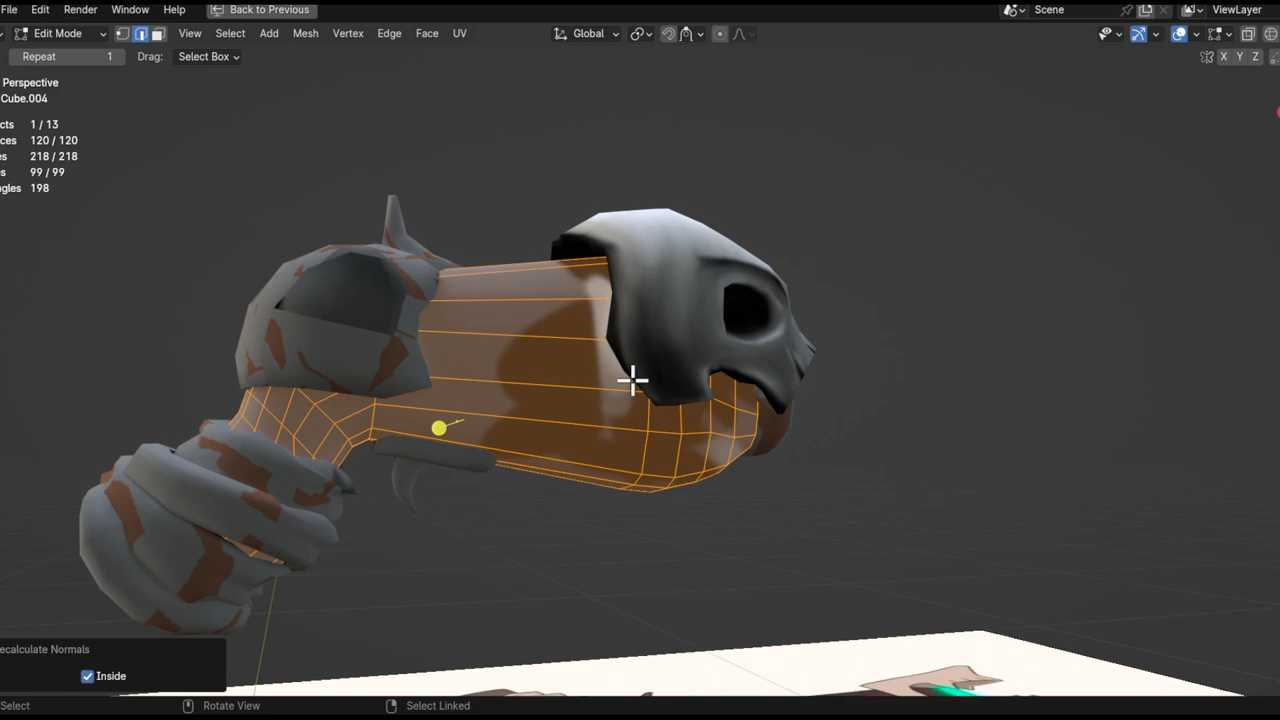 File Edit Render Window Help Back to Previous Scene ViewLayer
Edit Mode View Select Add Mesh Vertex Edge Face UV Global
Repeat 1 Drag: Select Box X Y Z
Perspective
Cube.004
cts 1 / 13
ces 120 / 120
es 218 / 218
s 99 / 99
ngles 198
ecalculate Normals
Inside
Select Rotate View Select Linked